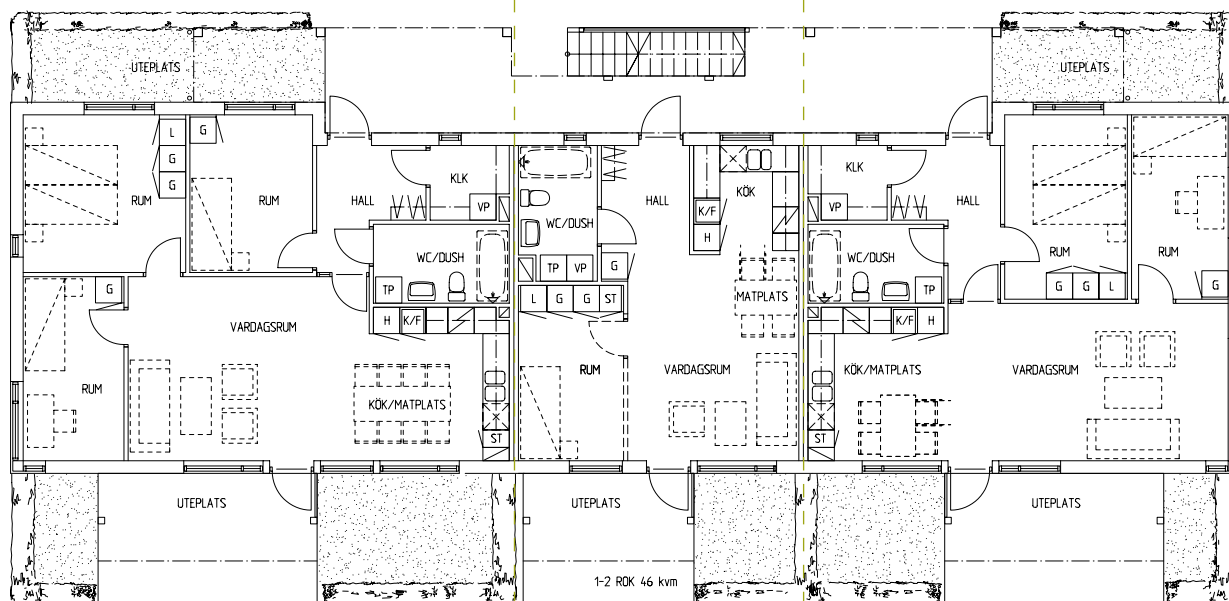 UTEPLATS
UTEPLATS
L
G
G
G
RUM
RUM
HALL
KLK
VP
WC/DUSH
TP
H
K/F
G
RUM
VARDAGSRUM
KÖK/MATPLATS
ST
HALL
KÖK
K/F
H
WC/DUSH
TP
VP
G
L
G
G
ST
MATPLATS
RUM
VARDAGSRUM
KLK
VP
HALL
WC/DUSH
TP
K/F
H
RUM
RUM
G
G
L
G
KÖK/MATPLATS
VARDAGSRUM
ST
UTEPLATS
UTEPLATS
UTEPLATS
1-2 ROK 46 kvm